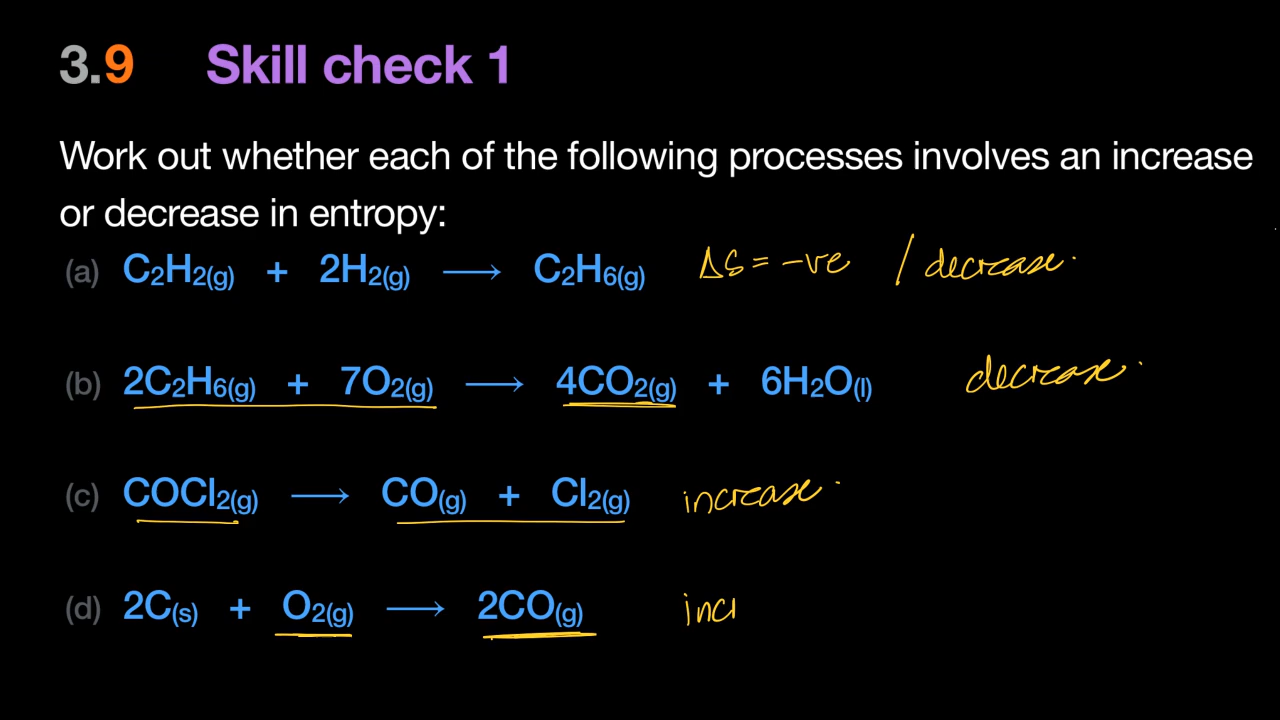 3.9 Skill check 1
Work out whether each of the following processes involves an increase
or decrease in entropy:
(a) C₂H₂(g) + 2H₂(g) ⟶ C₂H₆(g) ΔS = -ve / decrease.
(b) 2C₂H₆(g) + 7O₂(g) ⟶ 4CO₂(g) + 6H₂O(l) decrease.
(c) COCl₂(g) ⟶ CO(g) + Cl₂(g) increase.
(d) 2C(s) + O₂(g) ⟶ 2CO(g) incr